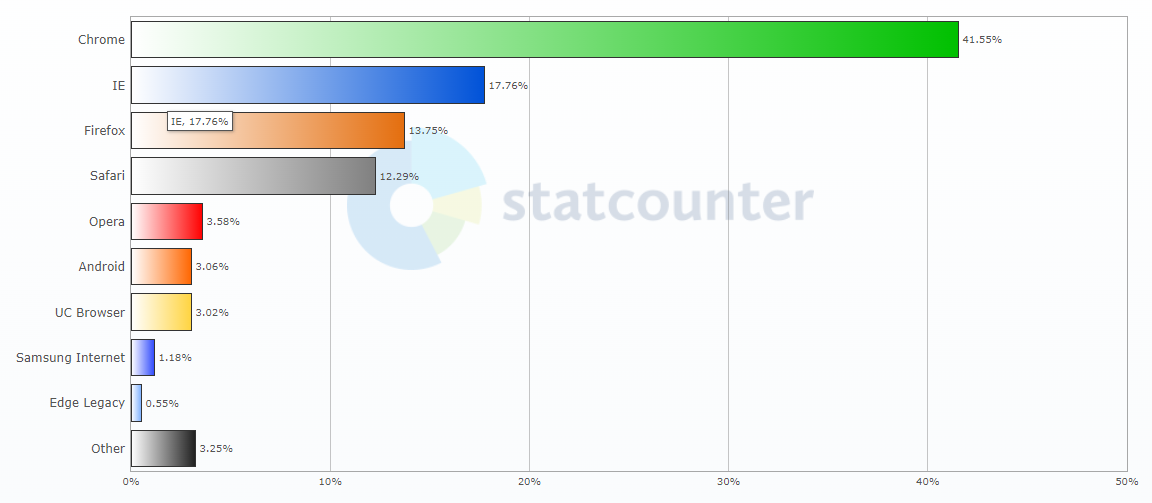 Chrome 41.55%
IE 17.76%
IE, 17.76%
Firefox 13.75%
Safari 12.29%
statcounter
Opera 3.58%
Android 3.06%
UC Browser 3.02%
Samsung Internet 1.18%
Edge Legacy 0.55%
Other 3.25%
0% 10% 20% 30% 40% 50%